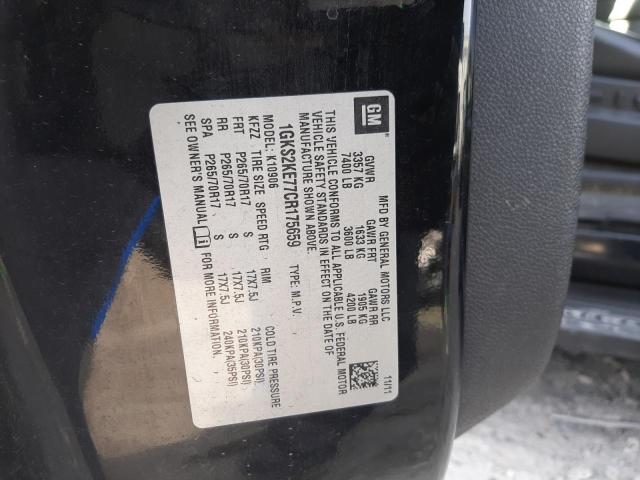 GM
MFD BY GENERAL MOTORS LLC
11/11
GVWR GAWR FRT GAWR RR
3357 KG 1633 KG 1905 KG
7400 LB 3600 LB 4200 LB
THIS VEHICLE CONFORMS TO ALL APPLICABLE U.S. FEDERAL MOTOR
VEHICLE SAFETY STANDARDS IN EFFECT ON THE DATE OF
MANUFACTURE SHOWN ABOVE.
1GKS2KE77CR175659 TYPE: M.P.V.
MODEL: K10906
KFZZ TIRE SIZE SPEED RTG RIM COLD TIRE PRESSURE
FRT P265/70R17 S 17X7.5J 210KPA(30PSI)
RR P265/70R17 S 17X7.5J 210KPA(30PSI)
SPA P265/70R17 S 17X7.5J 240KPA(35PSI)
SEE OWNER'S MANUAL FOR MORE INFORMATION.